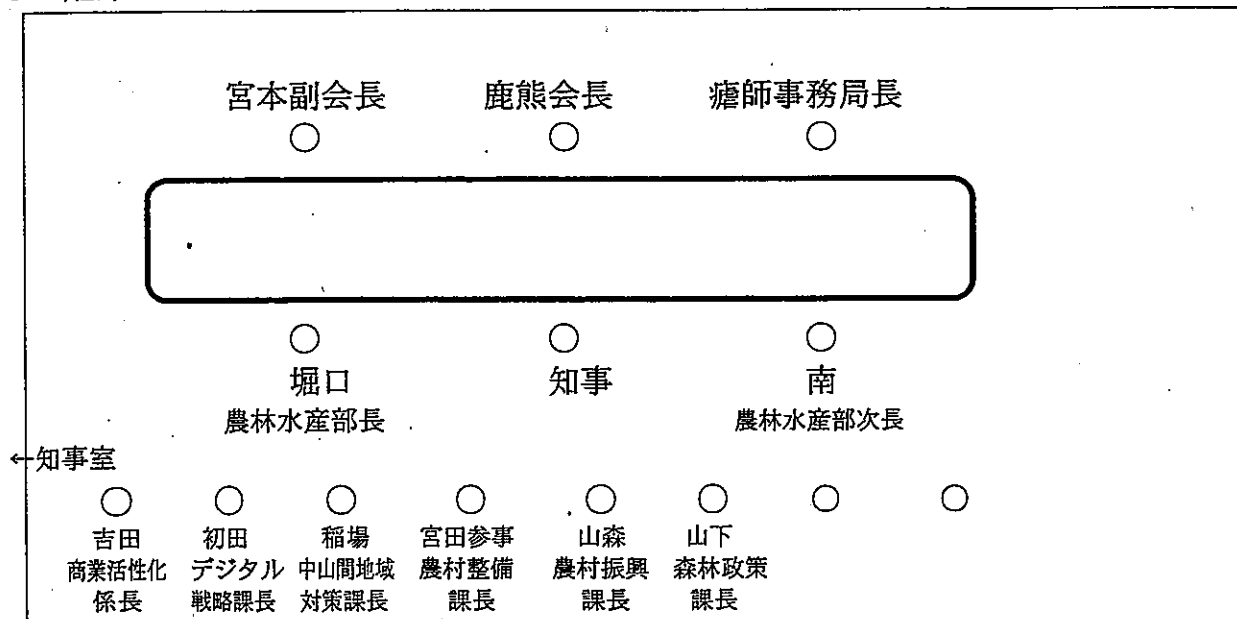 宮本副会長 鹿熊会長 瘧師事務局長
堀口 知事 南
農林水産部長 農林水産部次長
←知事室
吉田 初田 稲場 宮田参事 山森 山下
商業活性化 デジタル 中山間地域 農村整備 農村振興 森林政策
係長 戦略課長 対策課長 課長 課長 課長